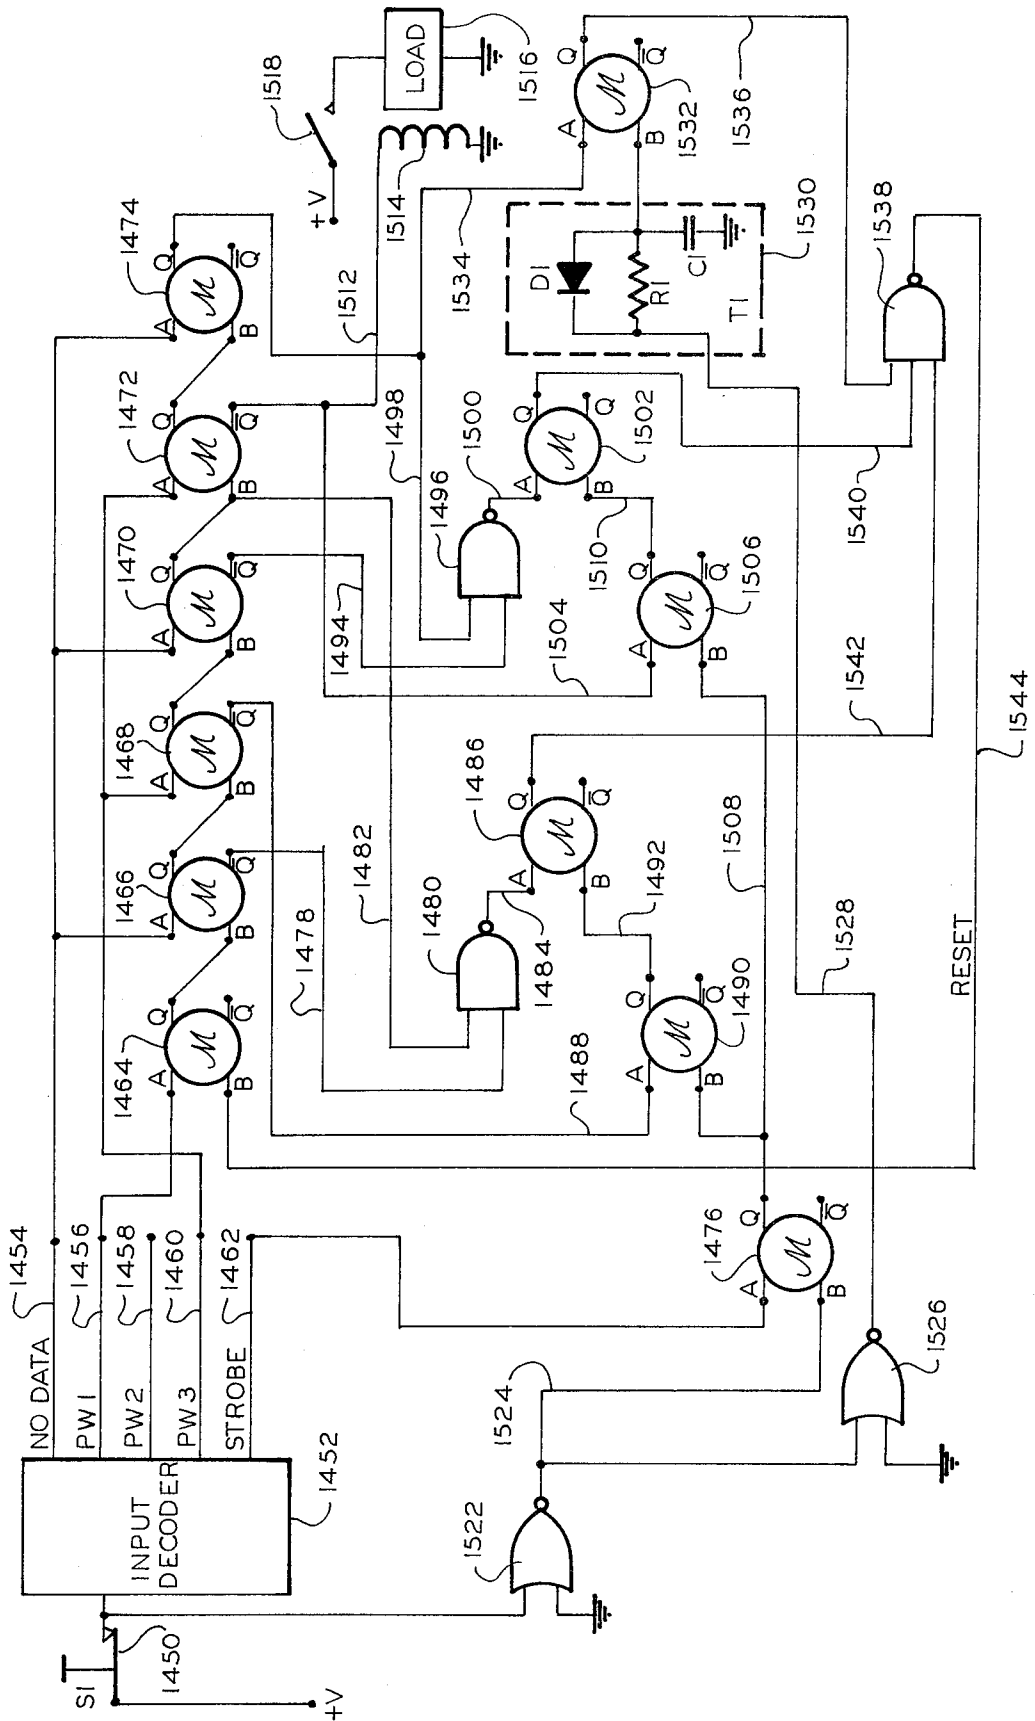 S1
1450
+V
INPUT
DECODER
1452
NO DATA
PW1
PW2
PW3
STROBE
1454
1456
1458
1460
1462
1464
A
Q
M
B
Q̅
1466
A
Q
M
B
Q̅
1468
A
Q
M
B
Q̅
1470
A
Q
M
B
Q̅
1472
A
Q
M
B
Q̅
1474
A
Q
M
B
Q̅
1476
A
Q
M
B
Q̅
1478
1480
1482
1484
1486
A
Q
M
B
Q̅
1488
1490
A
Q
M
B
Q̅
1492
1494
1496
1498
1500
1502
A
Q
M
B
Q
1504
1506
A
Q
M
B
Q̅
1508
1510
1512
1514
LOAD
1516
1518
+V
1522
1524
1526
1528
D1
R1
C1
T1
1530
1532
A
Q
M
B
Q̅
1534
1536
1538
1540
1542
1544
RESET